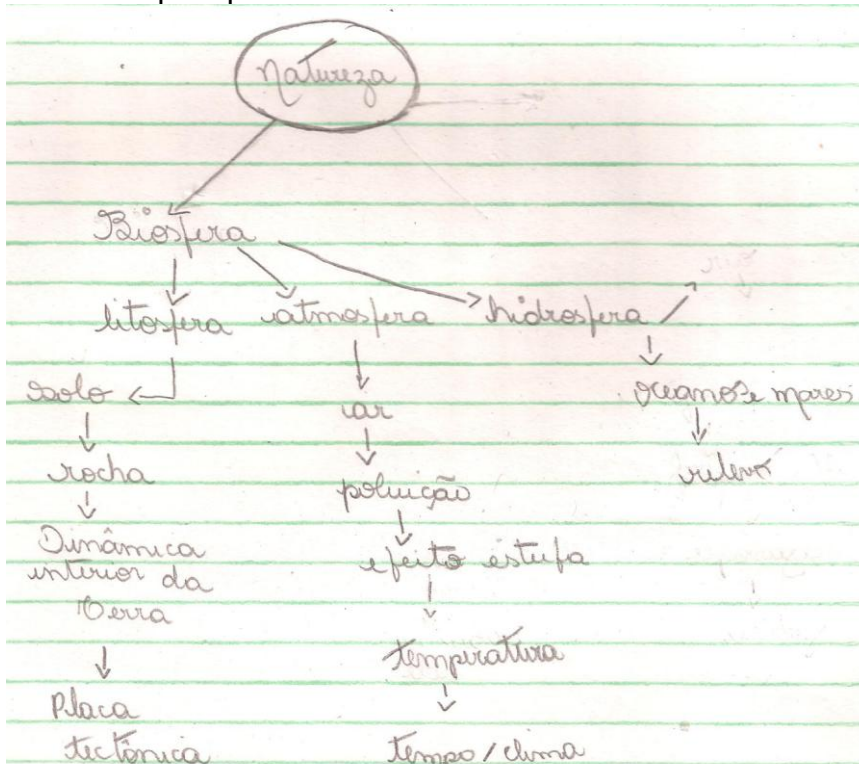 Natureza
Biosfera
litosfera atmosfera hidrosfera
solo ar oceanos e mares
rocha poluição relevo
Dinâmica efeito estufa
interior da
Terra
temperatura
Placa
tectônica tempo / clima